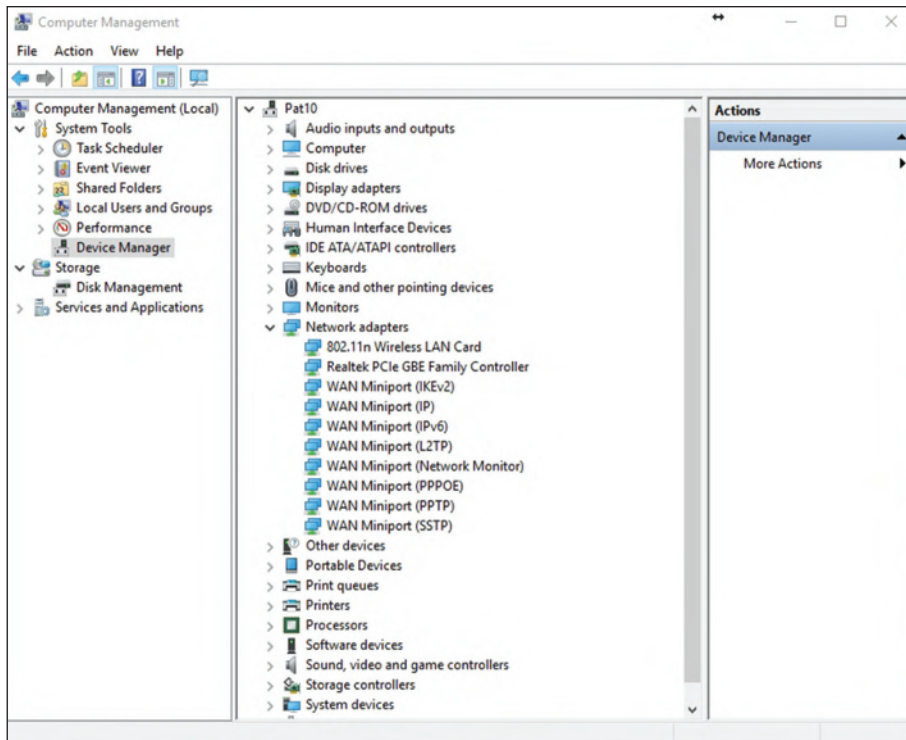 Computer Management
File Action View Help
Computer Management (Local)
System Tools
Task Scheduler
Event Viewer
Shared Folders
Local Users and Groups
Performance
Device Manager
Storage
Disk Management
Services and Applications
Pat10
Audio inputs and outputs
Computer
Disk drives
Display adapters
DVD/CD-ROM drives
Human Interface Devices
IDE ATA/ATAPI controllers
Keyboards
Mice and other pointing devices
Monitors
Network adapters
802.11n Wireless LAN Card
Realtek PCIe GBE Family Controller
WAN Miniport (IKEv2)
WAN Miniport (IP)
WAN Miniport (IPv6)
WAN Miniport (L2TP)
WAN Miniport (Network Monitor)
WAN Miniport (PPPOE)
WAN Miniport (PPTP)
WAN Miniport (SSTP)
Other devices
Portable Devices
Print queues
Printers
Processors
Software devices
Sound, video and game controllers
Storage controllers
System devices
Actions
Device Manager
More Actions